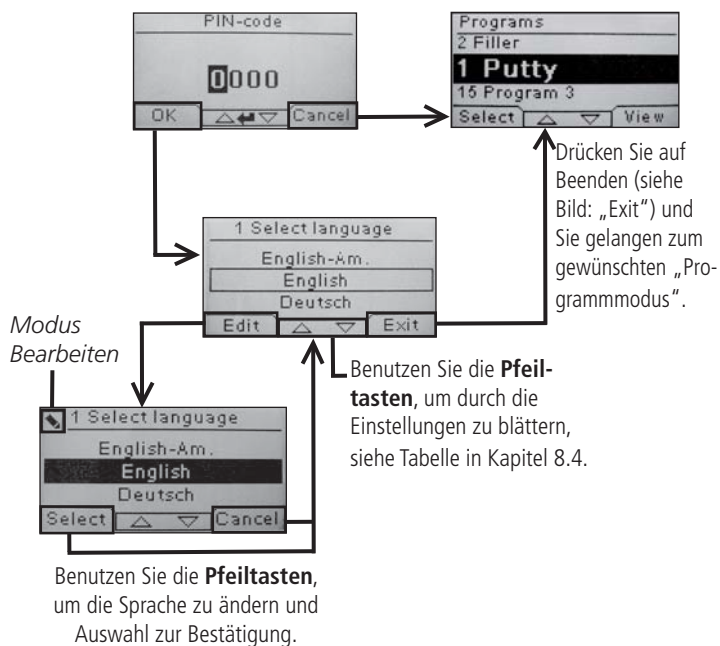 PIN-code
0000
OK
Cancel
Programs
2 Filler
1 Putty
15 Program 3
Select
View
Drücken Sie auf
Beenden (siehe
Bild: „Exit“) und
Sie gelangen zum
gewünschten „Pro-
grammmodus“.
1 Select language
English-Am.
English
Deutsch
Edit
Exit
Modus
Bearbeiten
Benutzen Sie die Pfeil-
tasten, um durch die
Einstellungen zu blättern,
siehe Tabelle in Kapitel 8.4.
1 Select language
English-Am.
English
Deutsch
Select
Cancel
Benutzen Sie die Pfeiltasten,
um die Sprache zu ändern und
Auswahl zur Bestätigung.